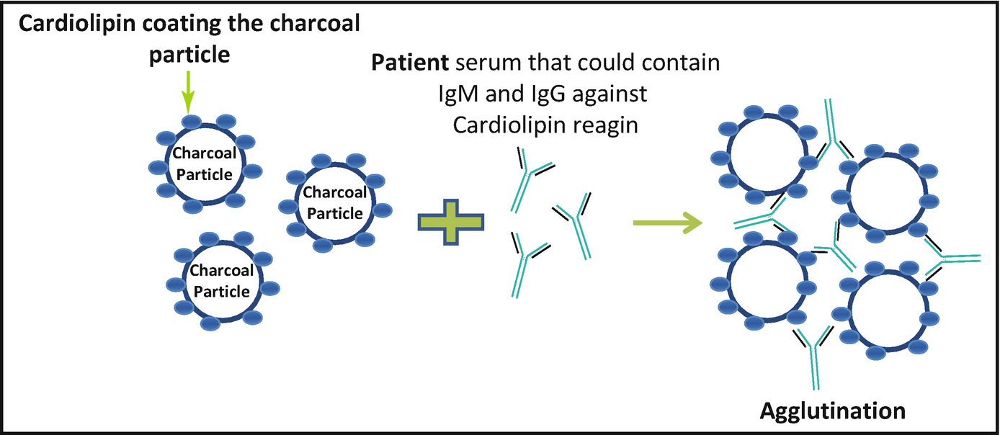 Cardiolipin coating the charcoal
particle
Patient serum that could contain
IgM and IgG against
Cardiolipin reagin
Charcoal
Particle
Charcoal
Particle
Charcoal
Particle
Agglutination